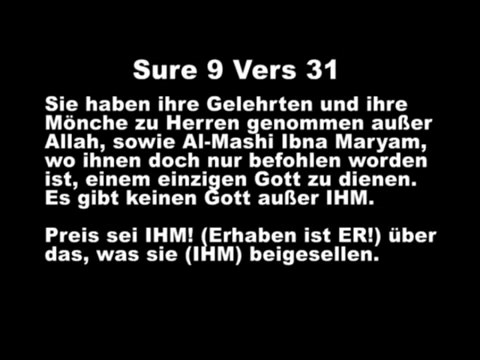 Sure 9 Vers 31
Sie haben ihre Gelehrten und ihre
Mönche zu Herren genommen außer
Allah, sowie Al-Mashi Ibna Maryam,
wo ihnen doch nur befohlen worden
ist, einem einzigen Gott zu dienen.
Es gibt keinen Gott außer IHM.
Preis sei IHM! (Erhaben ist ER!) über
das, was sie (IHM) beigesellen.